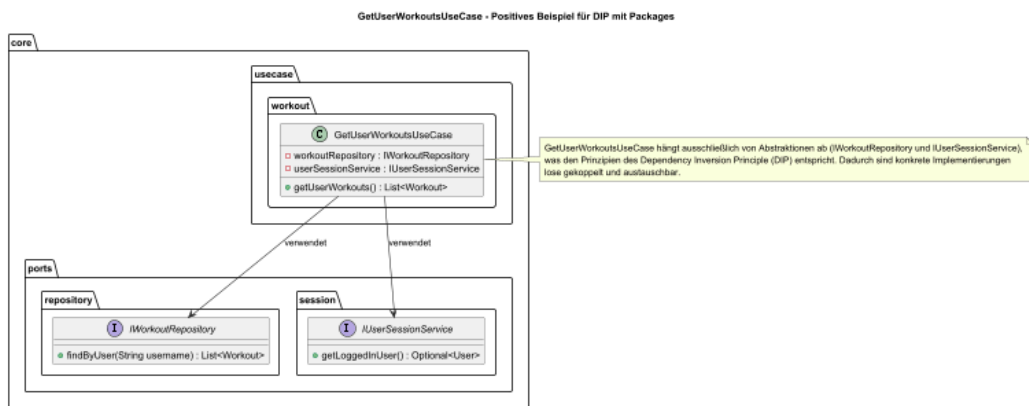 GetUserWorkoutsUseCase - Positives Beispiel für DIP mit Packages
core
usecase
workout
C GetUserWorkoutsUseCase
workoutRepository : IWorkoutRepository
userSessionService : IUserSessionService
getUserWorkouts() : List<Workout>
GetUserWorkoutsUseCase hängt ausschließlich von Abstraktionen ab (IWorkoutRepository und IUserSessionService),
was den Prinzipien des Dependency Inversion Principle (DIP) entspricht. Dadurch sind konkrete Implementierungen
lose gekoppelt und austauschbar.
verwendet
verwendet
ports
repository
I IWorkoutRepository
findByUser(String username) : List<Workout>
session
I IUserSessionService
getLoggedInUser() : Optional<User>